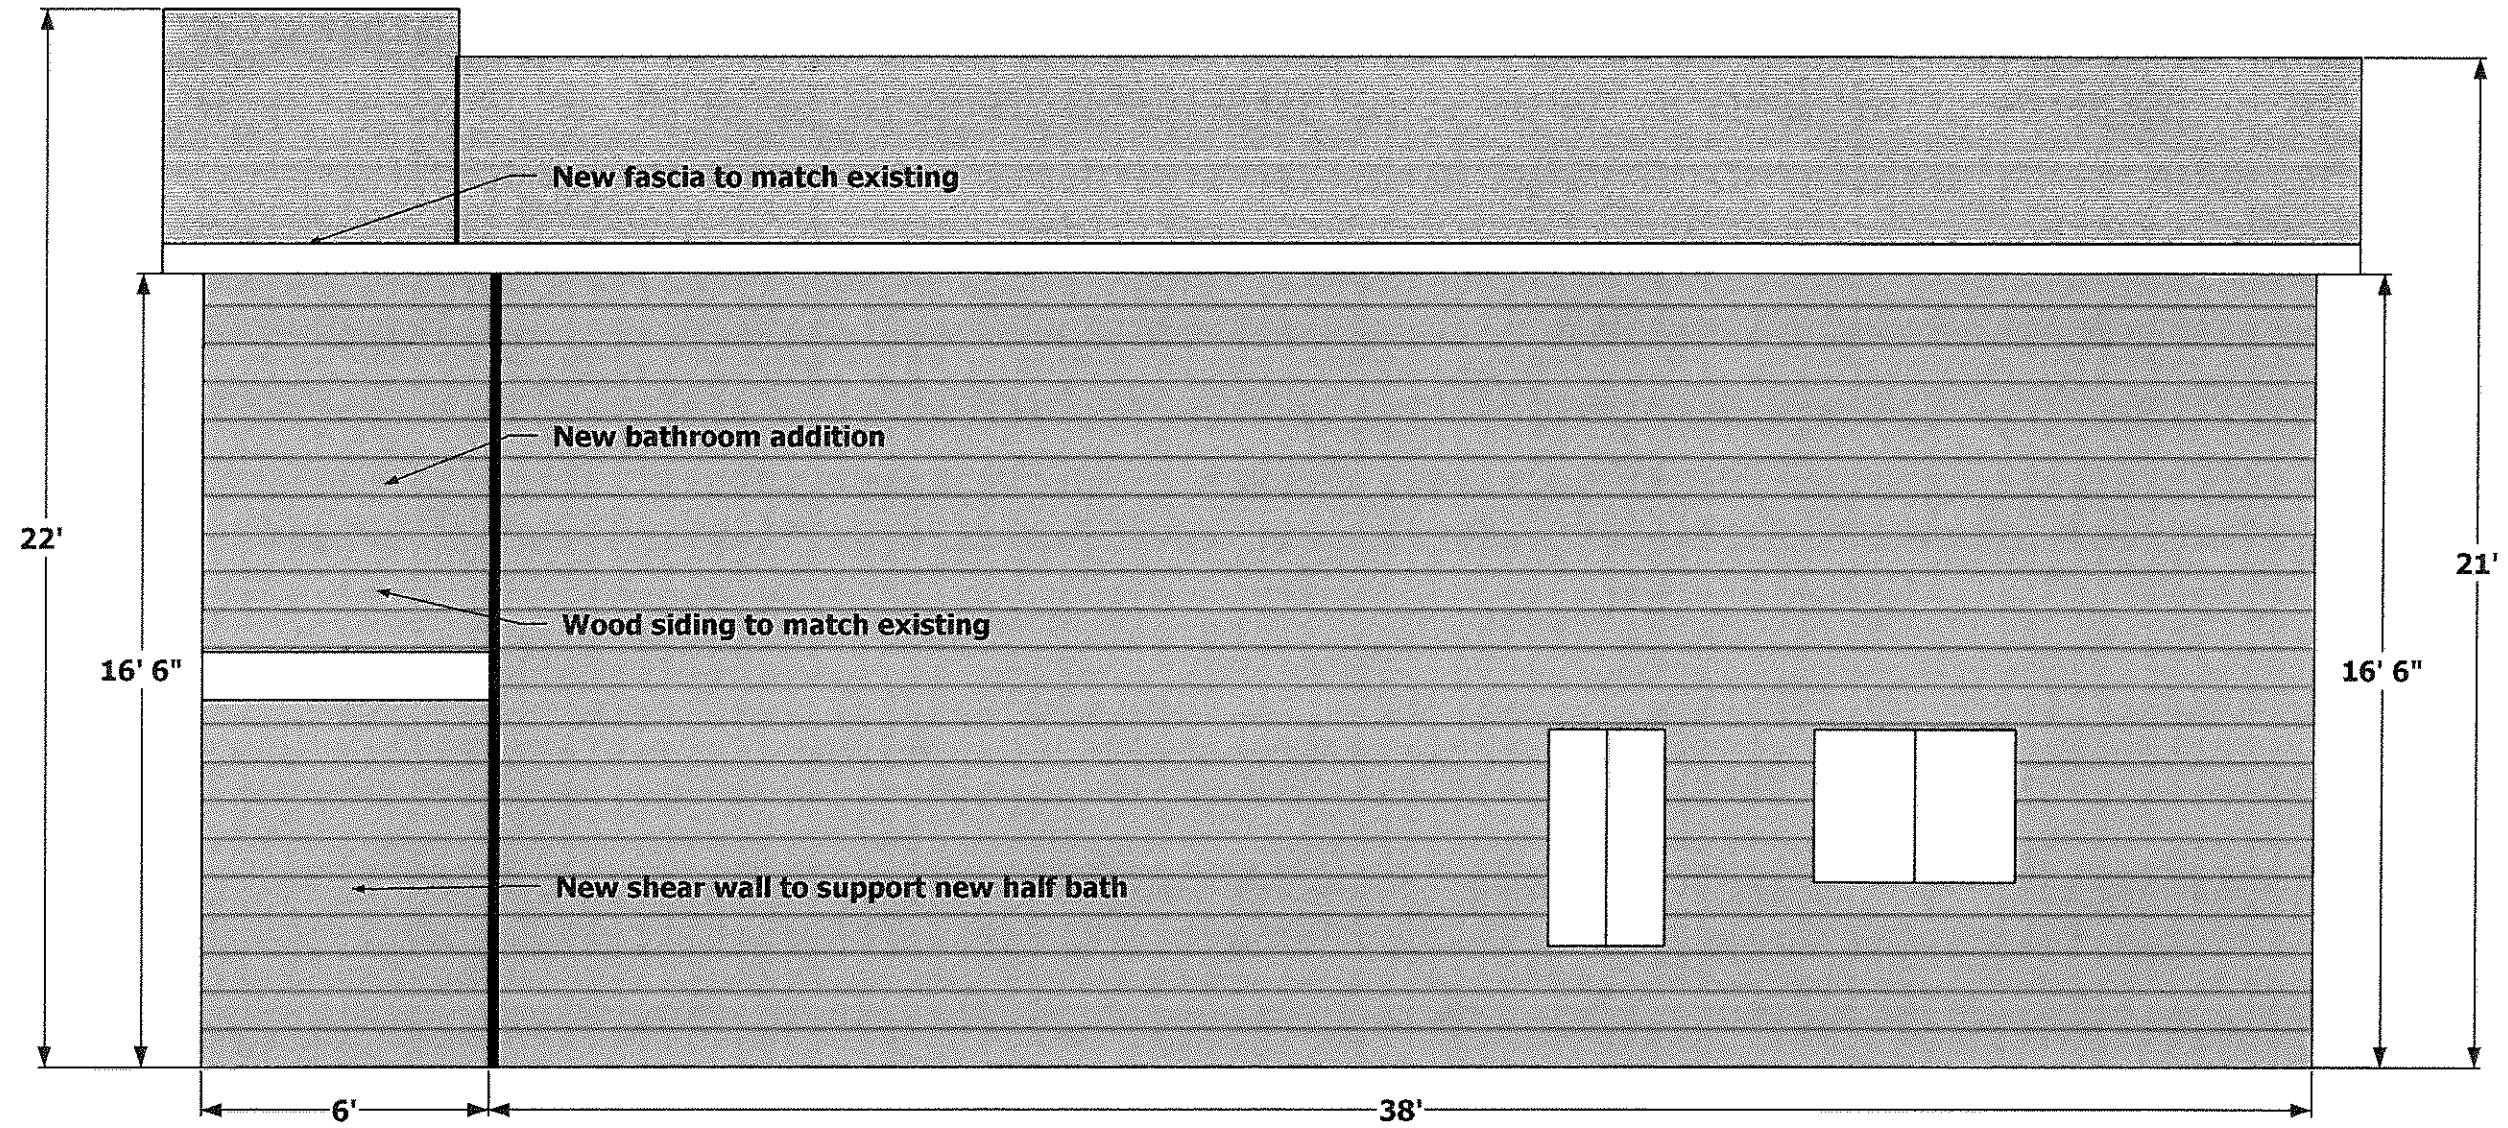 New fascia to match existing
New bathroom addition
22'
21'
Wood siding to match existing
16' 6"
16' 6"
New shear wall to support new half bath
6'
38'